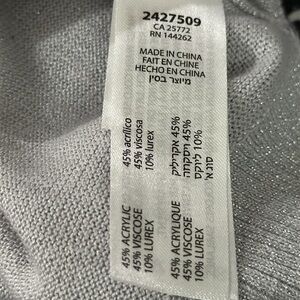 2427509
CA 25772
RN 144262
MADE IN CHINA
FAIT EN CHINE
HECHO EN CHINA
מיוצר בסין
45% acrílico
45% viscosa
10% lurex
45% אקריליק
45% ויסקוזה
10% לורקס
סוג א'
45% ACRYLIC
45% VISCOSE
10% LUREX
45% ACRYLIQUE
45% VISCOSE
10% LUREX